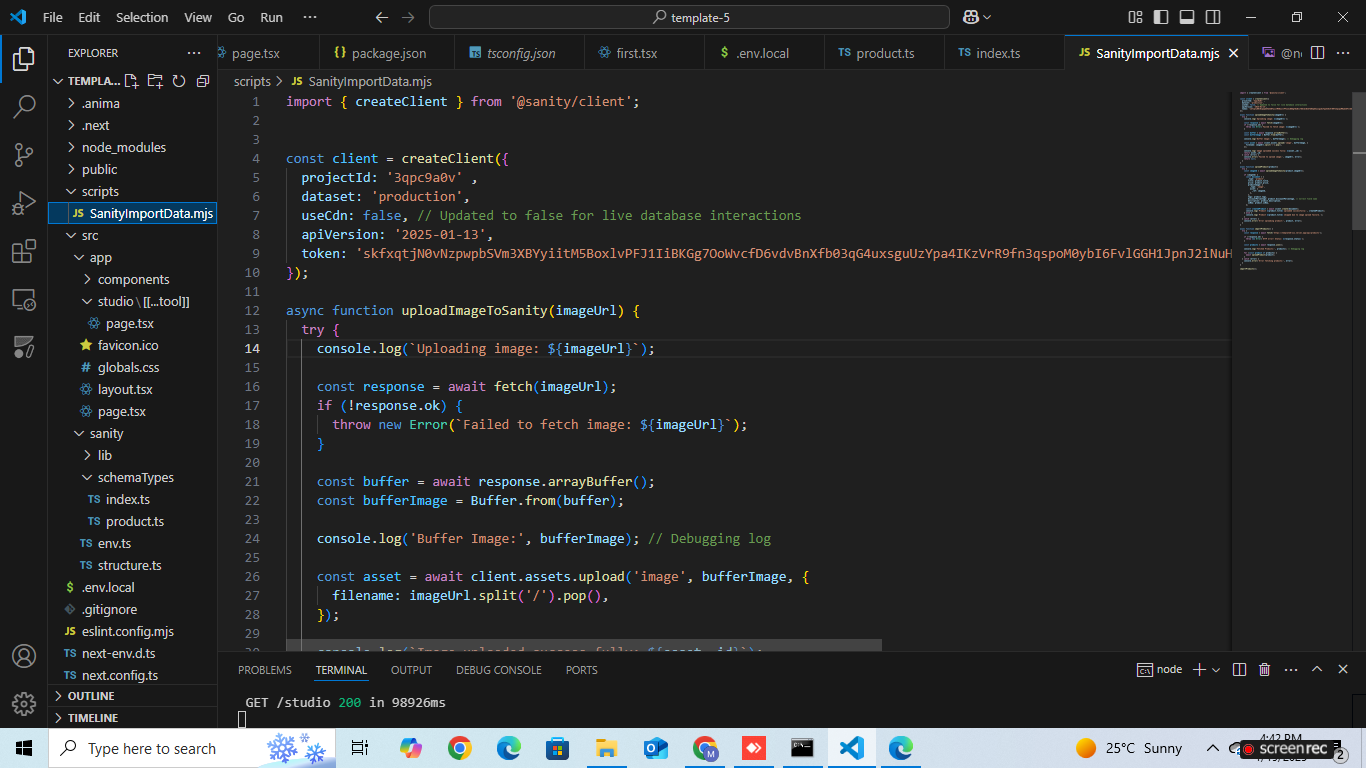 File Edit Selection View Go Run ··· template-5
EXPLORER ···
page.tsx {} package.json tsconfig.json first.tsx $ .env.local TS product.ts TS index.ts JS SanityImportData.mjs
TEMPLA...
scripts > JS SanityImportData.mjs
.anima
.next
node_modules
public
scripts
JS SanityImportData.mjs
src
app
components
studio\[[...tool]]
page.tsx
favicon.ico
# globals.css
layout.tsx
page.tsx
sanity
lib
schemaTypes
TS index.ts
TS product.ts
TS env.ts
TS structure.ts
$ .env.local
.gitignore
JS eslint.config.mjs
TS next-env.d.ts
TS next.config.ts
OUTLINE
TIMELINE
1 import { createClient } from '@sanity/client';
2
3
4 const client = createClient({
5 projectId: '3qpc9a0v' ,
6 dataset: 'production',
7 useCdn: false, // Updated to false for live database interactions
8 apiVersion: '2025-01-13',
9 token:
10 });
11
12 async function uploadImageToSanity(imageUrl) {
13 try {
14 console.log(`Uploading image: ${imageUrl}`);
15
16 const response = await fetch(imageUrl);
17 if (!response.ok) {
18 throw new Error(`Failed to fetch image: ${imageUrl}`);
19 }
20
21 const buffer = await response.arrayBuffer();
22 const bufferImage = Buffer.from(buffer);
23
24 console.log('Buffer Image:', bufferImage); // Debugging log
25
26 const asset = await client.assets.upload('image', bufferImage, {
27 filename: imageUrl.split('/').pop(),
28 });
29
PROBLEMS TERMINAL OUTPUT DEBUG CONSOLE PORTS node
GET /studio 200 in 98926ms
Type here to search 25°C Sunny 4:42 PM
screenrec 2